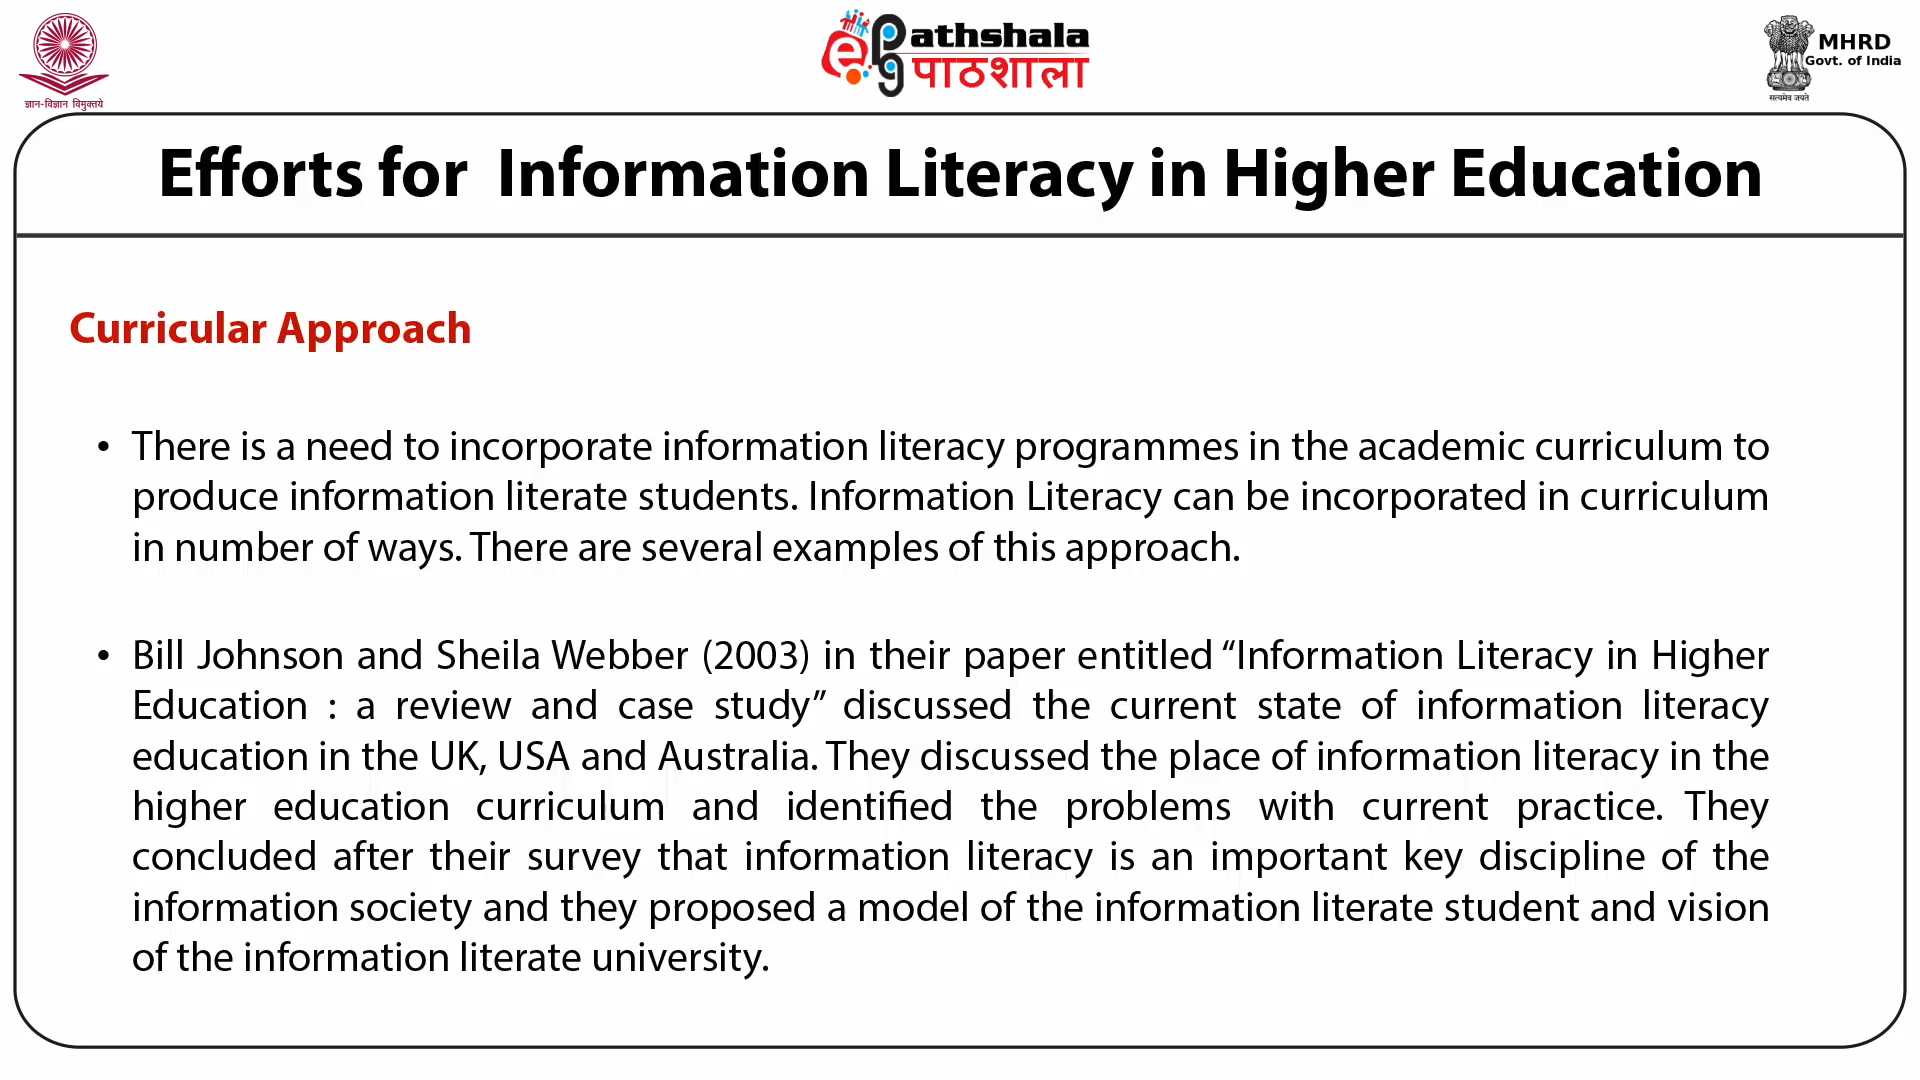 ज्ञान-विज्ञान विमुक्तये
ePg athshala
पाठशाला
MHRD
Govt. of India
सत्यमेव जयते
Efforts for Information Literacy in Higher Education
Curricular Approach
• There is a need to incorporate information literacy programmes in the academic curriculum to
produce information literate students. Information Literacy can be incorporated in curriculum
in number of ways. There are several examples of this approach.
• Bill Johnson and Sheila Webber (2003) in their paper entitled “Information Literacy in Higher
Education : a review and case study” discussed the current state of information literacy
education in the UK, USA and Australia. They discussed the place of information literacy in the
higher education curriculum and identified the problems with current practice. They
concluded after their survey that information literacy is an important key discipline of the
information society and they proposed a model of the information literate student and vision
of the information literate university.